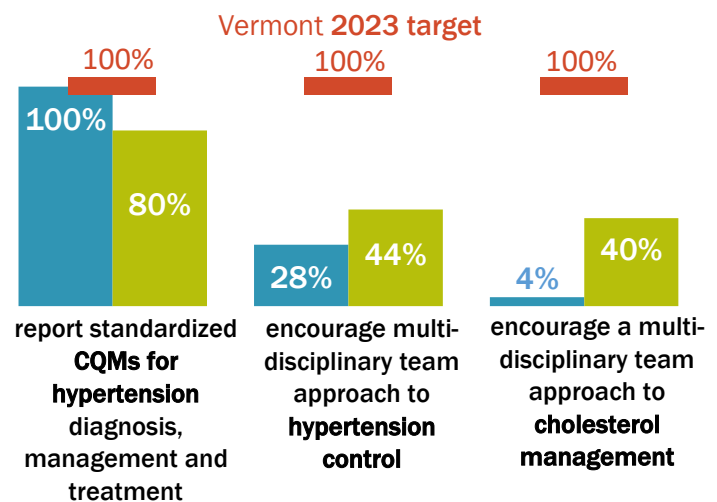 Vermont 2023 target
100%
100%
100%
100%
80%
28%
44%
4%
40%
report standardized
CQMs for
hypertension
diagnosis,
management and
treatment
encourage multi-
disciplinary team
approach to
hypertension
control
encourage a multi-
disciplinary team
approach to
cholesterol
management